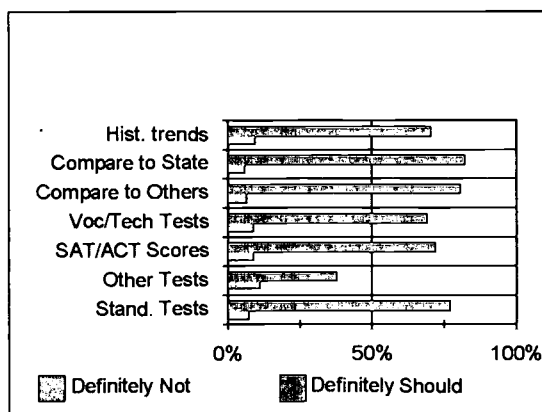 Hist. trends
Compare to State
Compare to Others
Voc/Tech Tests
SAT/ACT Scores
Other Tests
Stand. Tests
0% 50% 100%
Definitely Not Definitely Should